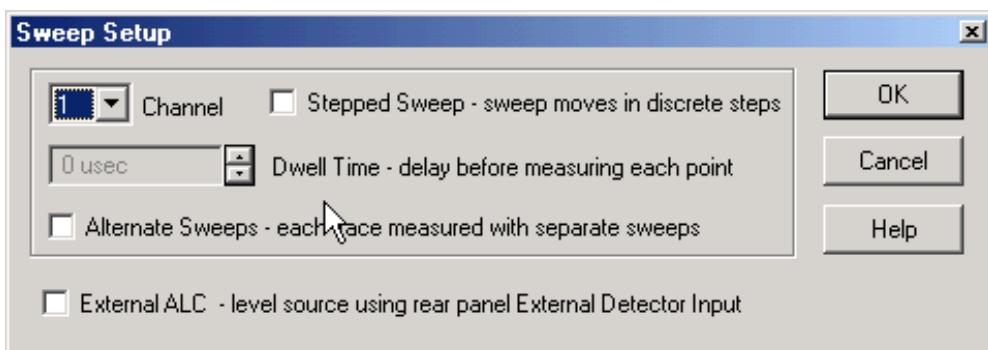 Sweep Setup
1 Channel Stepped Sweep - sweep moves in discrete steps OK
0 usec Dwell Time - delay before measuring each point Cancel
Alternate Sweeps - each race measured with separate sweeps Help
External ALC - level source using rear panel External Detector Input